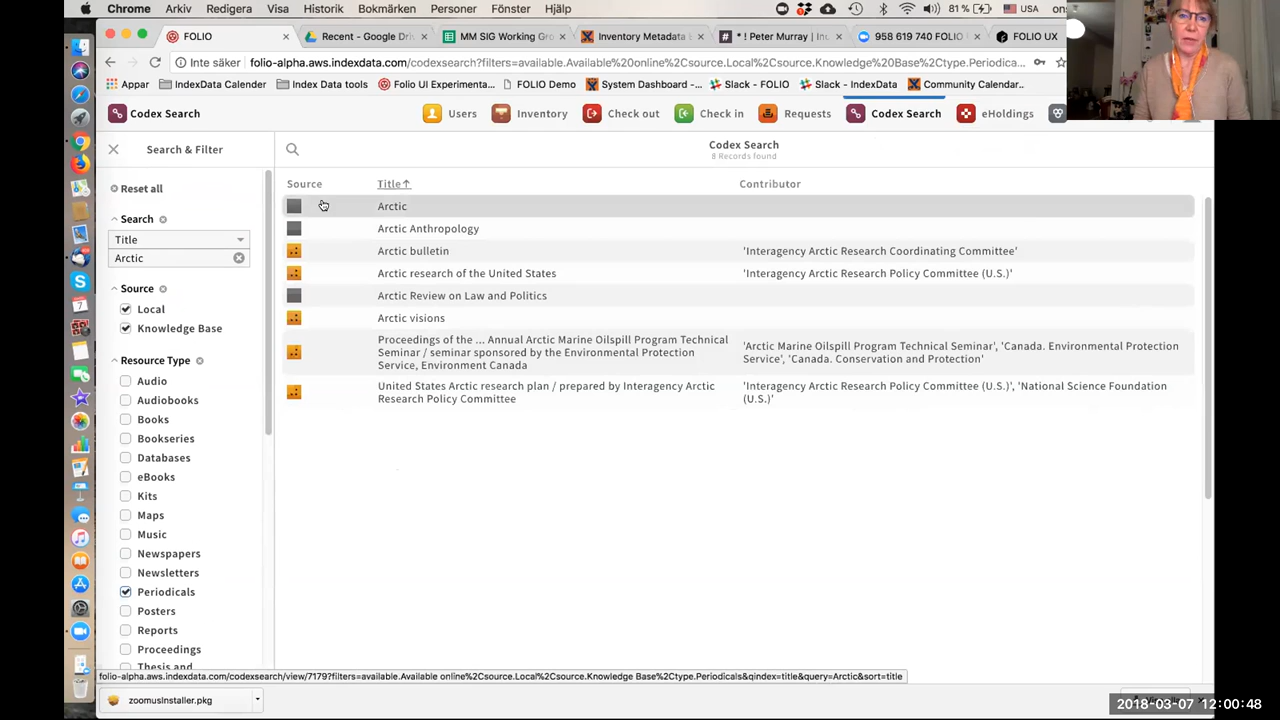 Chrome Arkiv Redigera Visa Historik Bokmärken Personer Fönster Hjälp 81 % USA
FOLIO Recent - Google Dri MM SIG Working Gro Inventory Metadata * ! Peter Murray 958 619 740 FOLIO FOLIO UX
Inte säker folio-alpha.aws.indexdata.com/codexsearch?filters=available.Available%20online%2Csource.Local%2Csource.Knowledge%20Base%2Ctype.Periodica...
Appar IndexData Calender Index Data tools Folio UI Experimenta... FOLIO Demo System Dashboard -... Slack - FOLIO Slack - IndexData Community Calendar..
Codex Search Users Inventory Check out Check in Requests Codex Search eHoldings
Search & Filter
Codex Search
8 Records found
Reset all
Search
Title
Arctic
Source
Local
Knowledge Base
Resource Type
Audio
Audiobooks
Books
Bookseries
Databases
eBooks
Kits
Maps
Music
Newspapers
Newsletters
Periodicals
Posters
Reports
Proceedings
Thesis and
Source Title↑ Contributor
Arctic
Arctic Anthropology
Arctic bulletin 'Interagency Arctic Research Coordinating Committee'
Arctic research of the United States 'Interagency Arctic Research Policy Committee (U.S.)'
Arctic Review on Law and Politics
Arctic visions
Proceedings of the ... Annual Arctic Marine Oilspill Program Technical
Seminar / seminar sponsored by the Environmental Protection
Service, Environment Canada
'Arctic Marine Oilspill Program Technical Seminar', 'Canada. Environmental Protection
Service', 'Canada. Conservation and Protection'
United States Arctic research plan / prepared by Interagency Arctic
Research Policy Committee
'Interagency Arctic Research Policy Committee (U.S.)', 'National Science Foundation
(U.S.)'
folio-alpha.aws.indexdata.com/codexsearch/view/7179?filters=available.Available online%2Csource.Local%2Csource.Knowledge Base%2Ctype.Periodicals&qindex=title&query=Arctic&sort=title
zoomusInstaller.pkg
2018-03-07 12:00:48